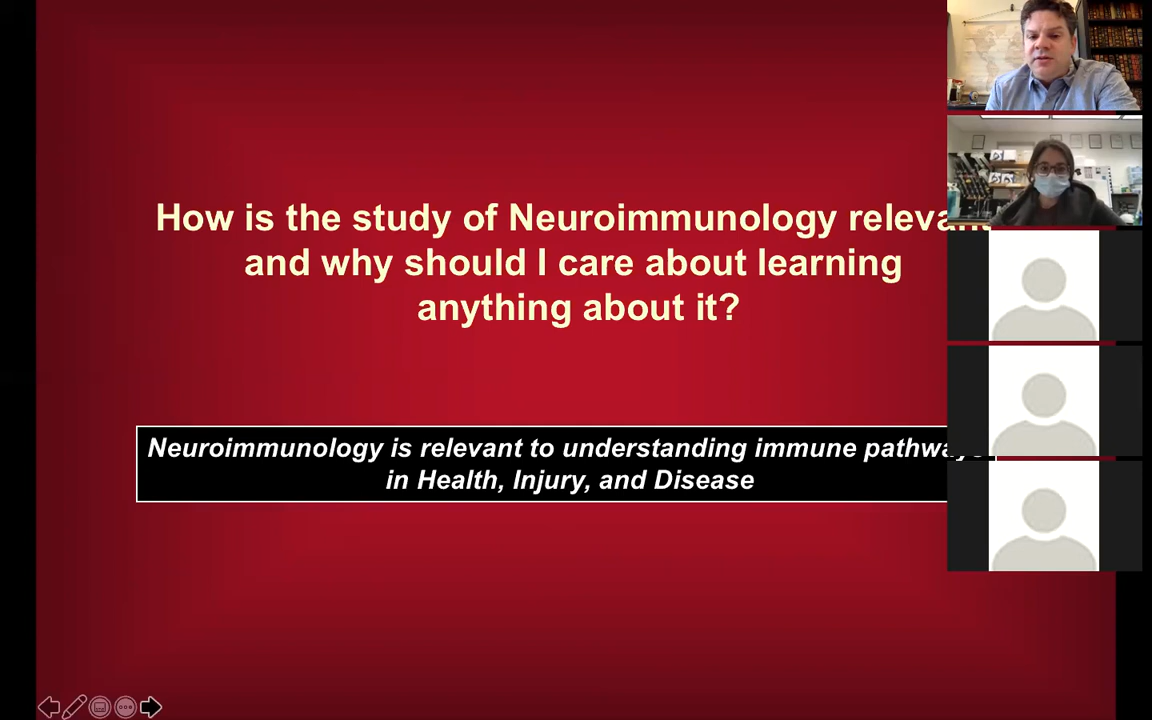 How is the study of Neuroimmunology
and why should I care about learning
anything about it?
Neuroimmunology is relevant to understanding immune
in Health, Injury, and Disease